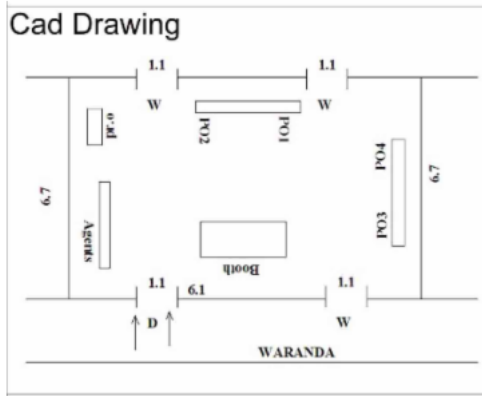 Cad Drawing
1.1
1.1
W
W
p.o
PO2
PO1
PO4
PO3
6.7
6.7
Agents
Booth
1.1
6.1
1.1
D
W
WARANDA